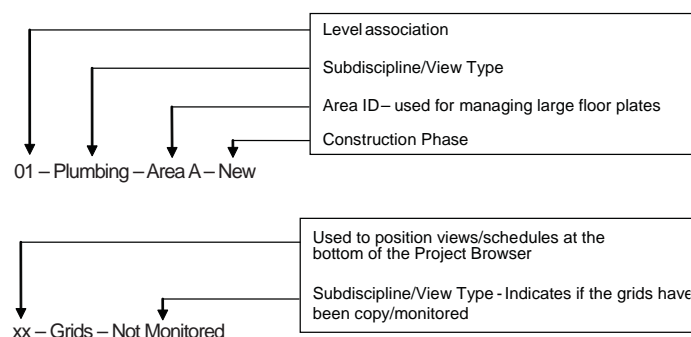 Level association
Subdiscipline/View Type
Area ID – used for managing large floor plates
Construction Phase
01 – Plumbing – Area A – New
Used to position views/schedules at the
bottom of the Project Browser
Subdiscipline/View Type - Indicates if the grids have
been copy/monitored
xx – Grids – Not Monitored